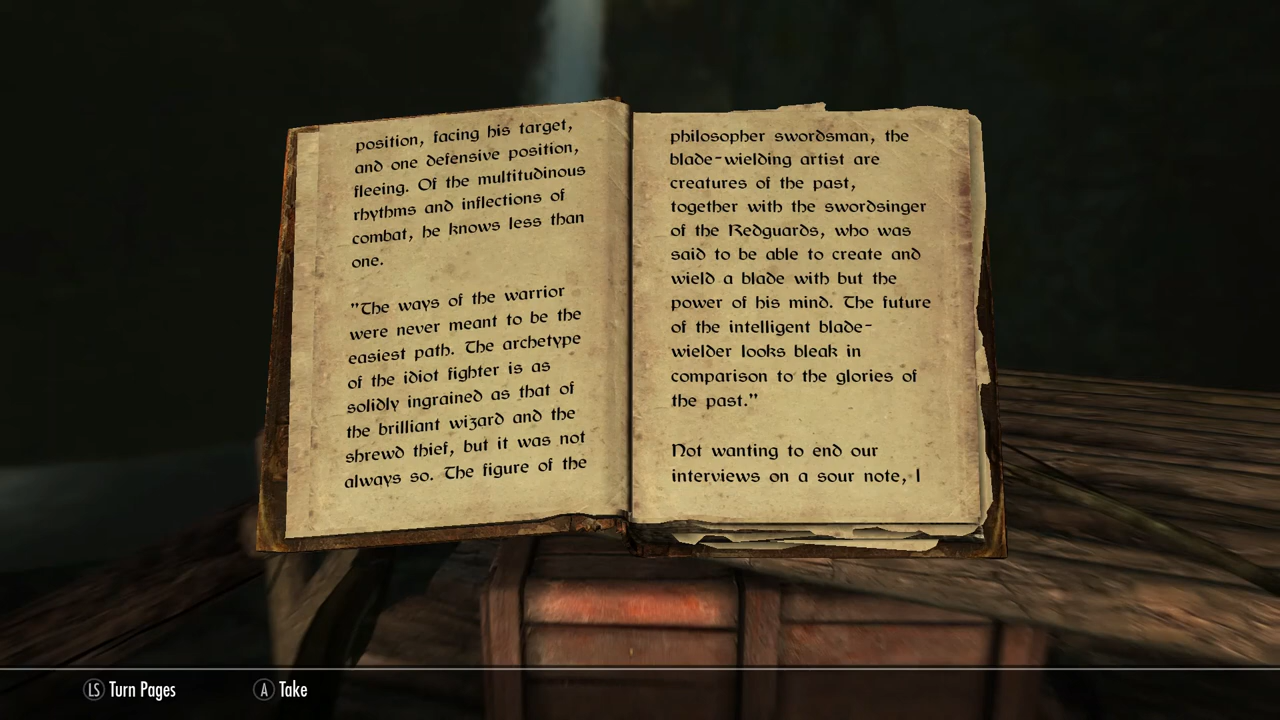 position, facing his target,
and one defensive position,
fleeing. Of the multitudinous
rhythms and inflections of
combat, he knows less than
one.
"The ways of the warrior
were never meant to be the
easiest path. The archetype
of the idiot fighter is as
solidly ingrained as that of
the brilliant wizard and the
shrewd thief, but it was not
always so. The figure of the
philosopher swordsman, the
blade-wielding artist are
creatures of the past,
together with the swordsinger
of the Redguards, who was
said to be able to create and
wield a blade with but the
power of his mind. The future
of the intelligent blade-
wielder looks bleak in
comparison to the glories of
the past."
Not wanting to end our
interviews on a sour note, I
LS Turn Pages
A Take